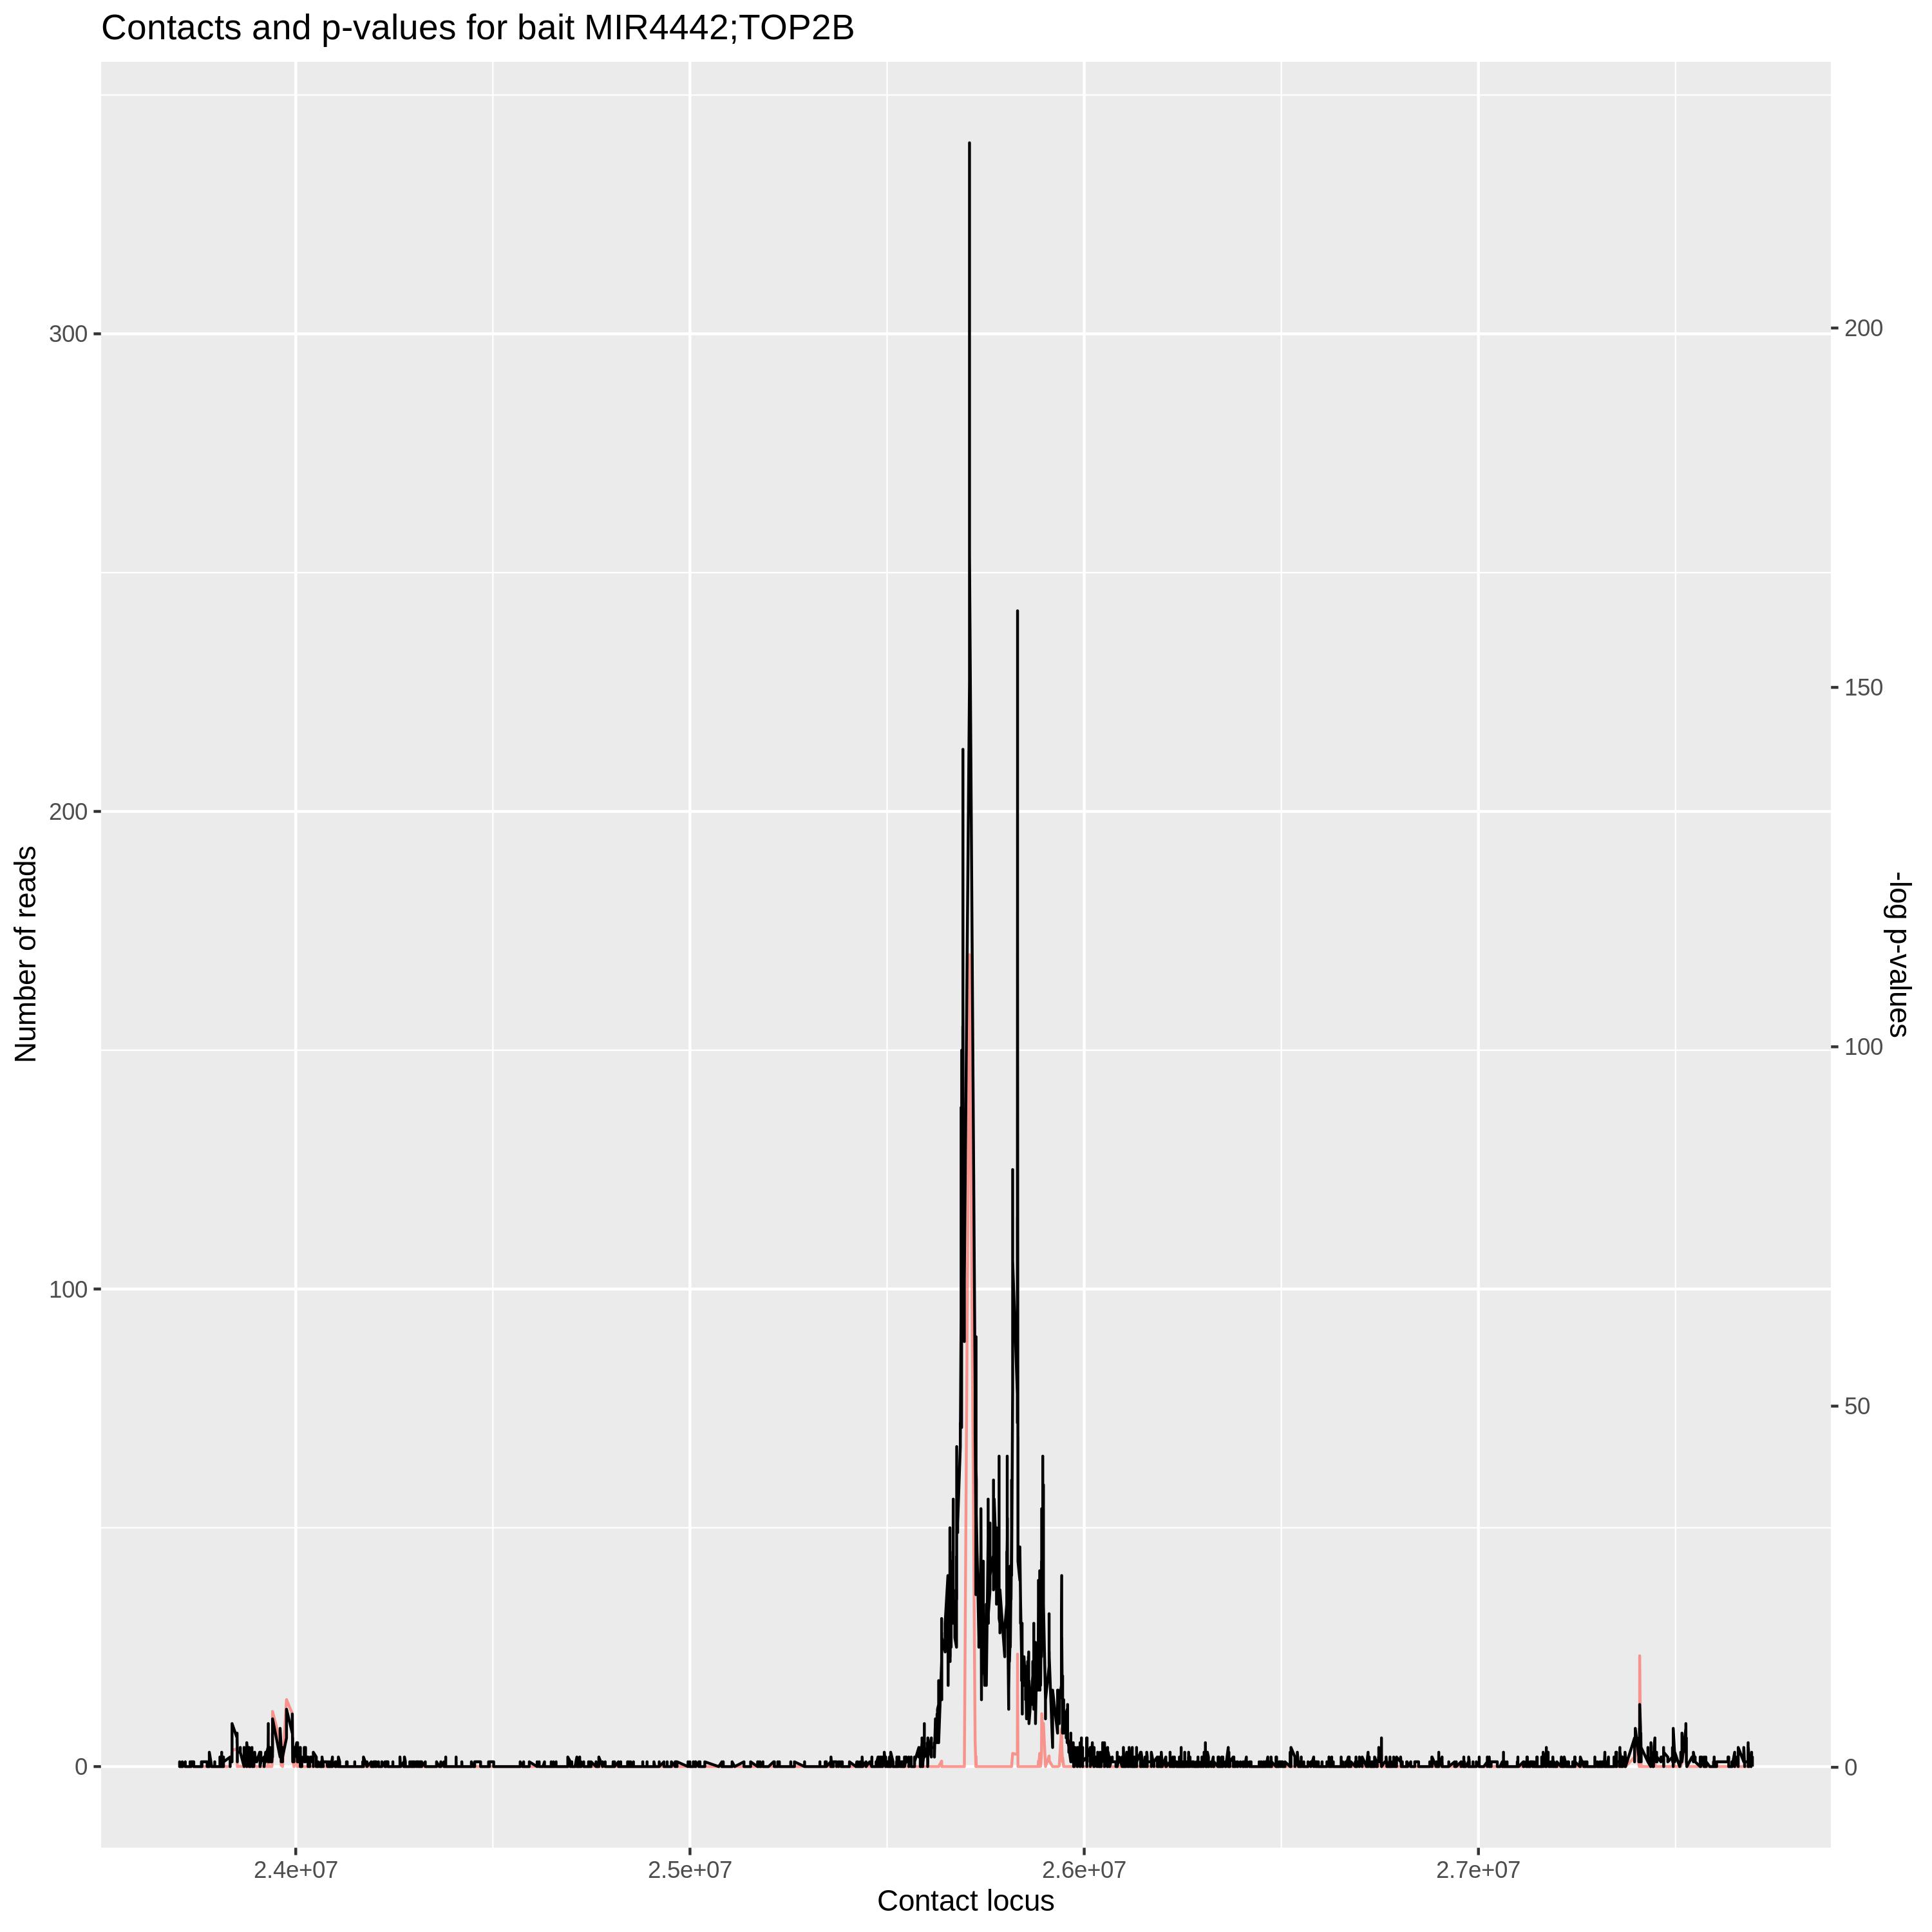 Contacts and p-values for bait MIR4442;TOP2B
300
200
100
0
Number of reads
200
150
100
50
0
-log p-values
2.4e+07 2.5e+07 2.6e+07 2.7e+07
Contact locus